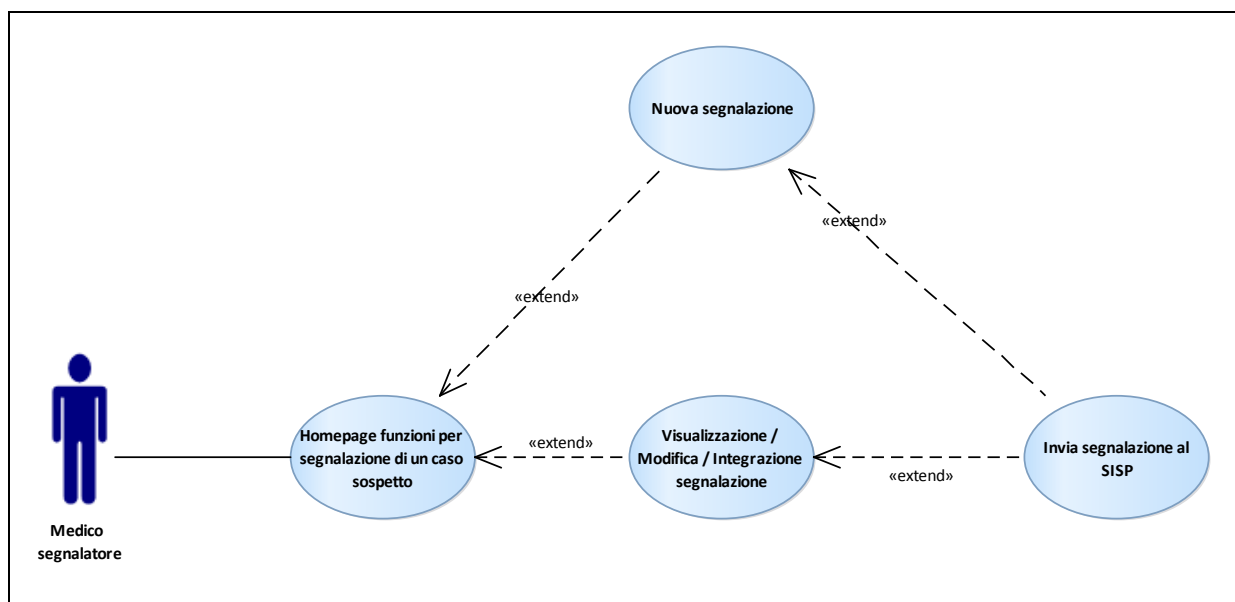 Nuova segnalazione
«extend»
«extend»
Homepage funzioni per
segnalazione di un caso
sospetto
«extend»
Visualizzazione /
Modifica / Integrazione
segnalazione
«extend»
Invia segnalazione al
SISP
Medico
segnalatore